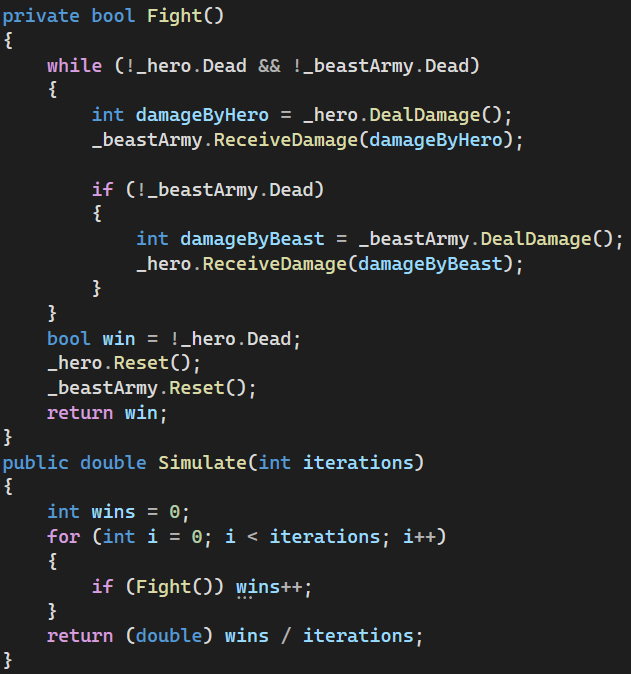 private bool Fight()
{
    while (!_hero.Dead && !_beastArmy.Dead)
    {
        int damageByHero = _hero.DealDamage();
        _beastArmy.ReceiveDamage(damageByHero);

        if (!_beastArmy.Dead)
        {
            int damageByBeast = _beastArmy.DealDamage();
            _hero.ReceiveDamage(damageByBeast);
        }
    }
    bool win = !_hero.Dead;
    _hero.Reset();
    _beastArmy.Reset();
    return win;
}
public double Simulate(int iterations)
{
    int wins = 0;
    for (int i = 0; i < iterations; i++)
    {
        if (Fight()) wins++;
    }
    return (double) wins / iterations;
}